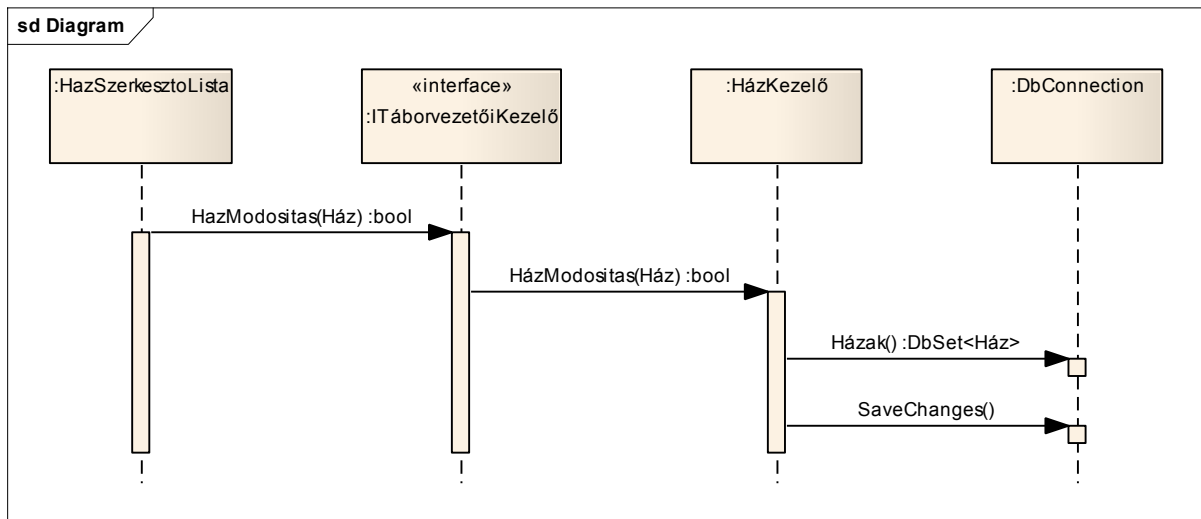 sd Diagram
:HazSzerkesztoLista
«interface»
:ITáborvezetőiKezelő
:HázKezelő
:DbConnection
HazModositas(Ház) :bool
HázModositas(Ház) :bool
Házak() :DbSet<Ház>
SaveChanges()